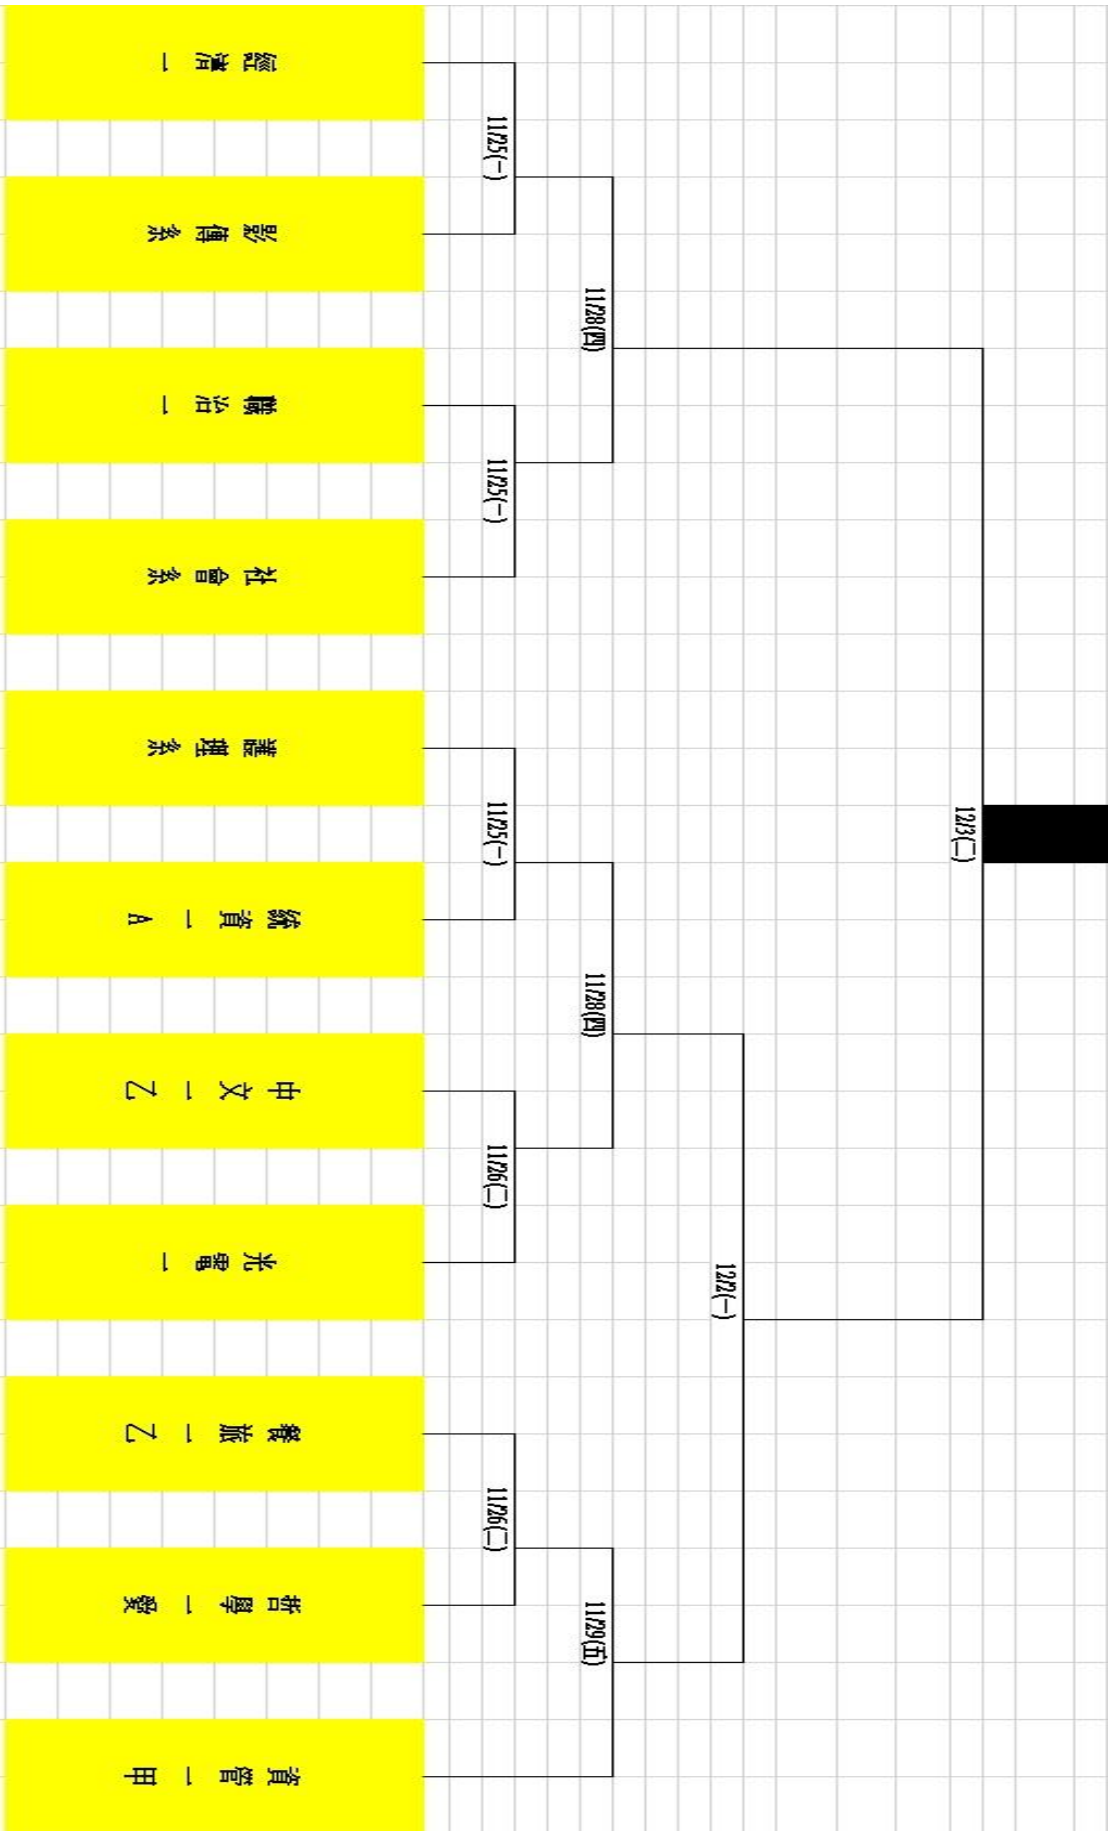 12/3(二)
12/2(一)
11/28(四)
11/28(四)
11/29(五)
11/25(一)
11/25(一)
11/25(一)
11/26(二)
11/26(二)
經濟一
影傳系
職治一
社會系
護理系
統資一A
中文一乙
光電一
餐旅一乙
哲學一愛
資管一甲